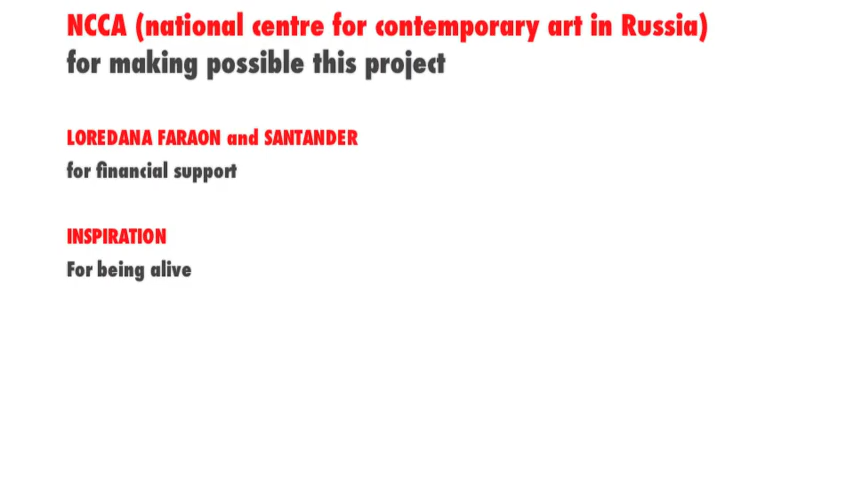 NCCA (national centre for contemporary art in Russia)
for making possible this project
LOREDANA FARAON and SANTANDER
for financial support
INSPIRATION
For being alive